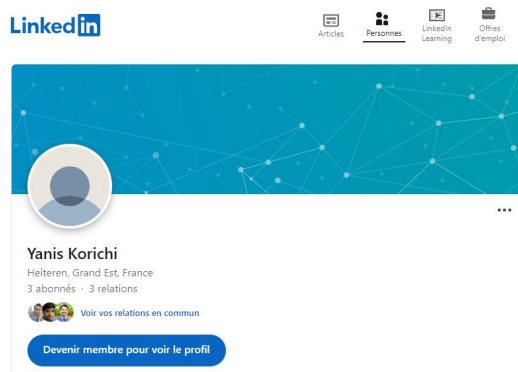 LinkedIn
Articles
Personnes
LinkedIn
Learning
Offres
d'emploi
Yanis Korichi
Heiteren, Grand Est, France
3 abonnés · 3 relations
Voir vos relations en commun
Devenir membre pour voir le profil